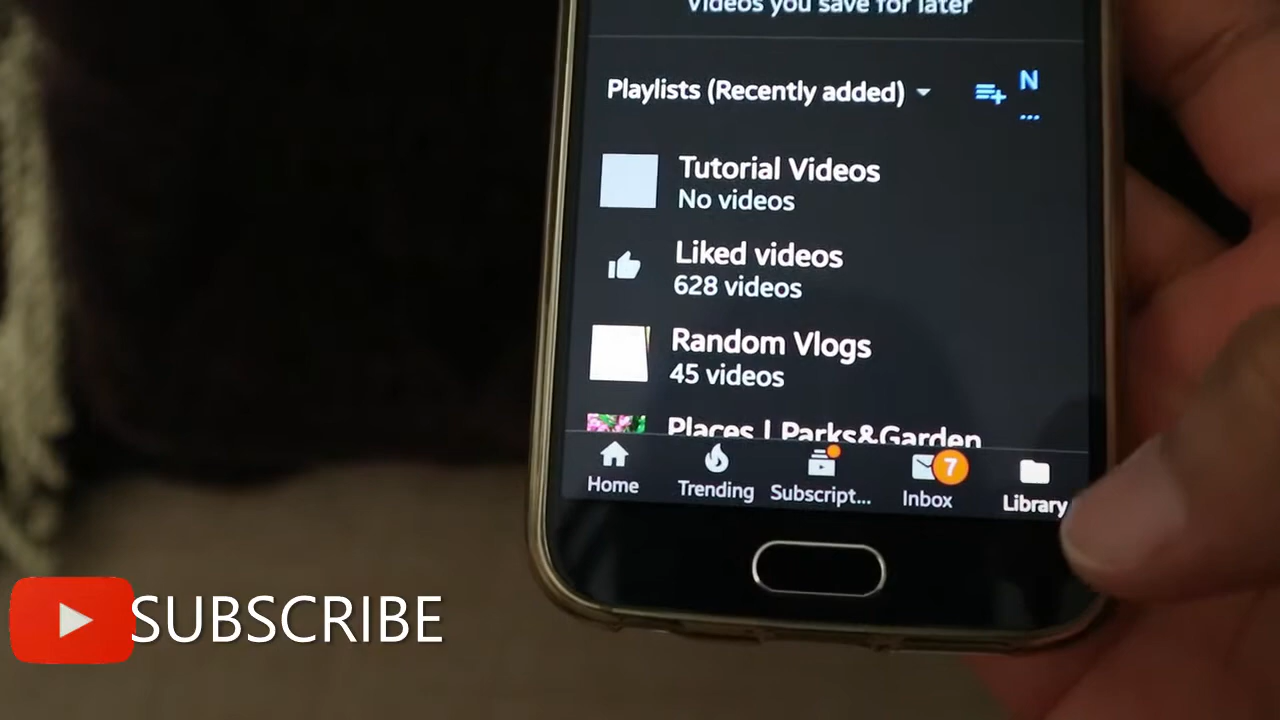 Videos you save for later
Playlists (Recently added)
N
...
Tutorial Videos
No videos
Liked videos
628 videos
Random Vlogs
45 videos
Places | Parks&Garden
Home
Trending
Subscript...
7
Inbox
Library
SUBSCRIBE